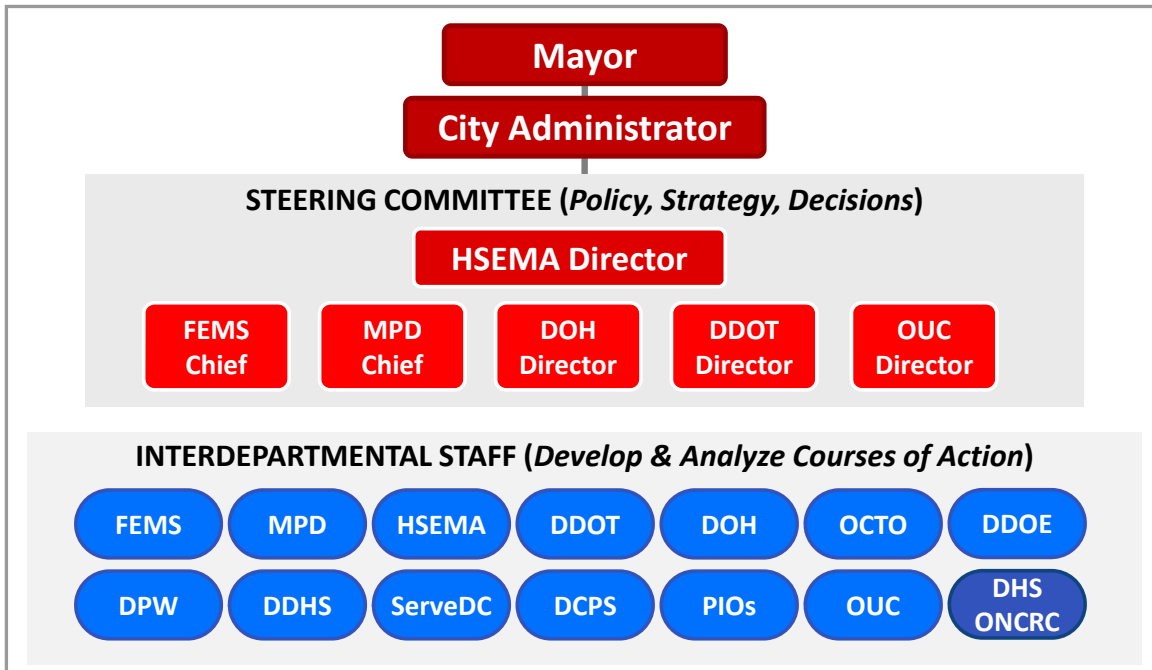 Mayor
City Administrator
STEERING COMMITTEE (Policy, Strategy, Decisions)
HSEMA Director
FEMS
Chief
MPD
Chief
DOH
Director
DDOT
Director
OUC
Director
INTERDEPARTMENTAL STAFF (Develop & Analyze Courses of Action)
FEMS
MPD
HSEMA
DDOT
DOH
OCTO
DDOE
DPW
DDHS
ServeDC
DCPS
PIOs
OUC
DHS
ONCRC